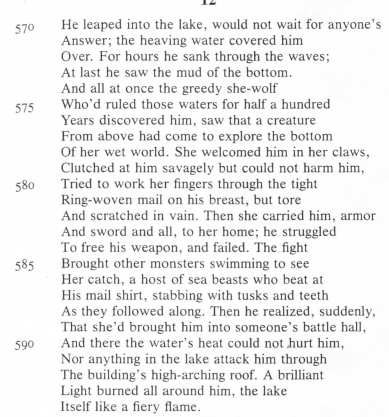 12
570 He leaped into the lake, would not wait for anyone's
Answer; the heaving water covered him
Over. For hours he sank through the waves;
At last he saw the mud of the bottom.
And all at once the greedy she-wolf
575 Who'd ruled those waters for half a hundred
Years discovered him, saw that a creature
From above had come to explore the bottom
Of her wet world. She welcomed him in her claws,
Clutched at him savagely but could not harm him,
580 Tried to work her fingers through the tight
Ring-woven mail on his breast, but tore
And scratched in vain. Then she carried him, armor
And sword and all, to her home; he struggled
To free his weapon, and failed. The fight
585 Brought other monsters swimming to see
Her catch, a host of sea beasts who beat at
His mail shirt, stabbing with tusks and teeth
As they followed along. Then he realized, suddenly,
That she'd brought him into someone's battle hall,
590 And there the water's heat could not hurt him,
Nor anything in the lake attack him through
The building's high-arching roof. A brilliant
Light burned all around him, the lake
Itself like a fiery flame.